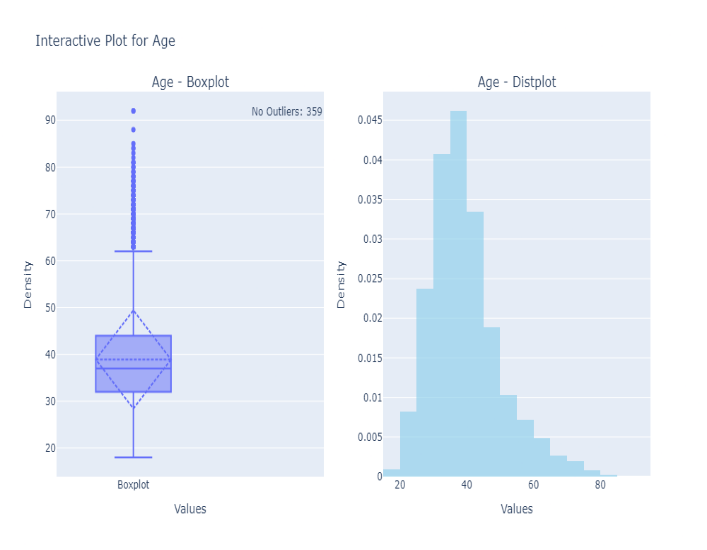 Interactive Plot for Age
Age - Boxplot
No Outliers: 359
90
80
70
60
50
40
30
20
Density
Boxplot
Values
Age - Distplot
0.045
0.04
0.035
0.03
0.025
0.02
0.015
0.01
0.005
0
Density
20 40 60 80
Values